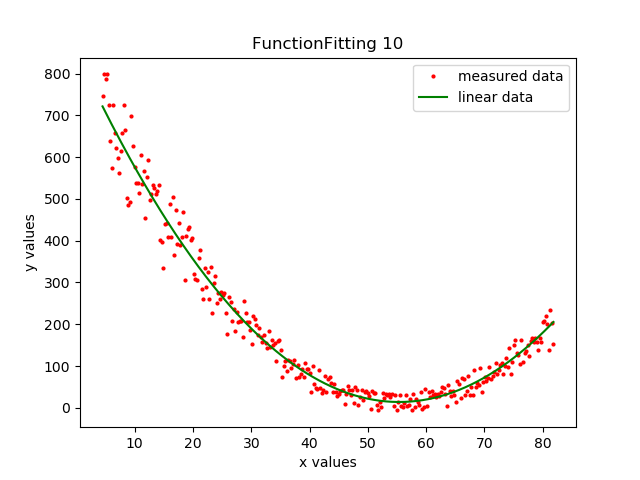 FunctionFitting 10
measured data
linear data
800
700
600
500
400
300
200
100
0
y values
10 20 30 40 50 60 70 80
x values